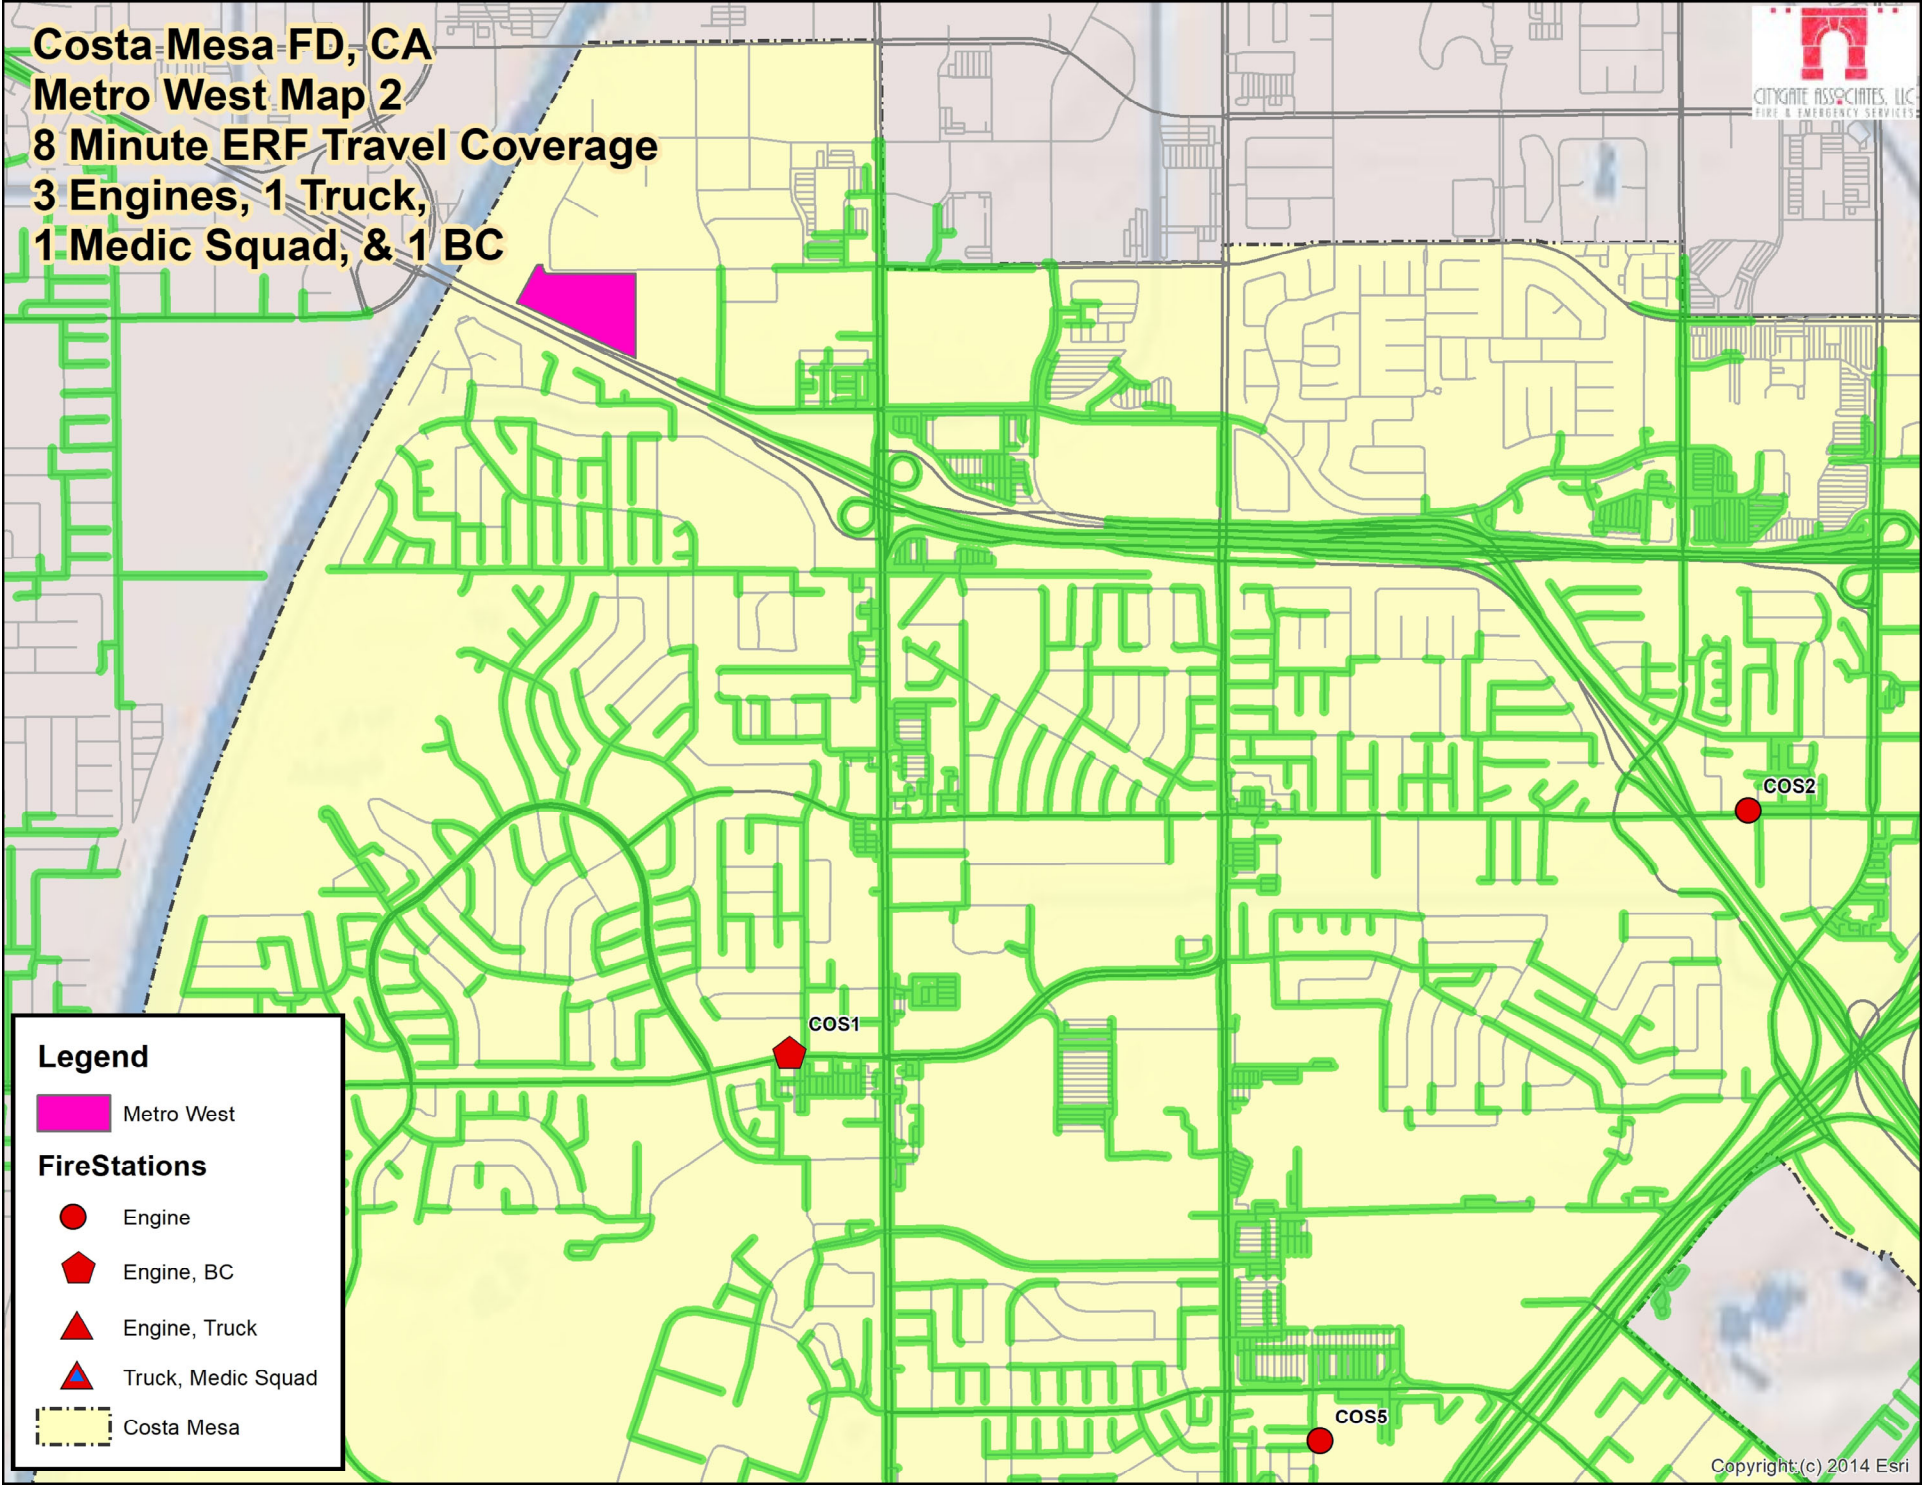 Costa Mesa FD, CA
Metro West Map 2
8 Minute ERF Travel Coverage
3 Engines, 1 Truck,
1 Medic Squad, & 1 BC
CITYGATE ASSOCIATES, LLC
FIRE & EMERGENCY SERVICES
COS2
COS1
COS5
Legend
Metro West
FireStations
Engine
Engine, BC
Engine, Truck
Truck, Medic Squad
Costa Mesa
Copyright:(c) 2014 Esri